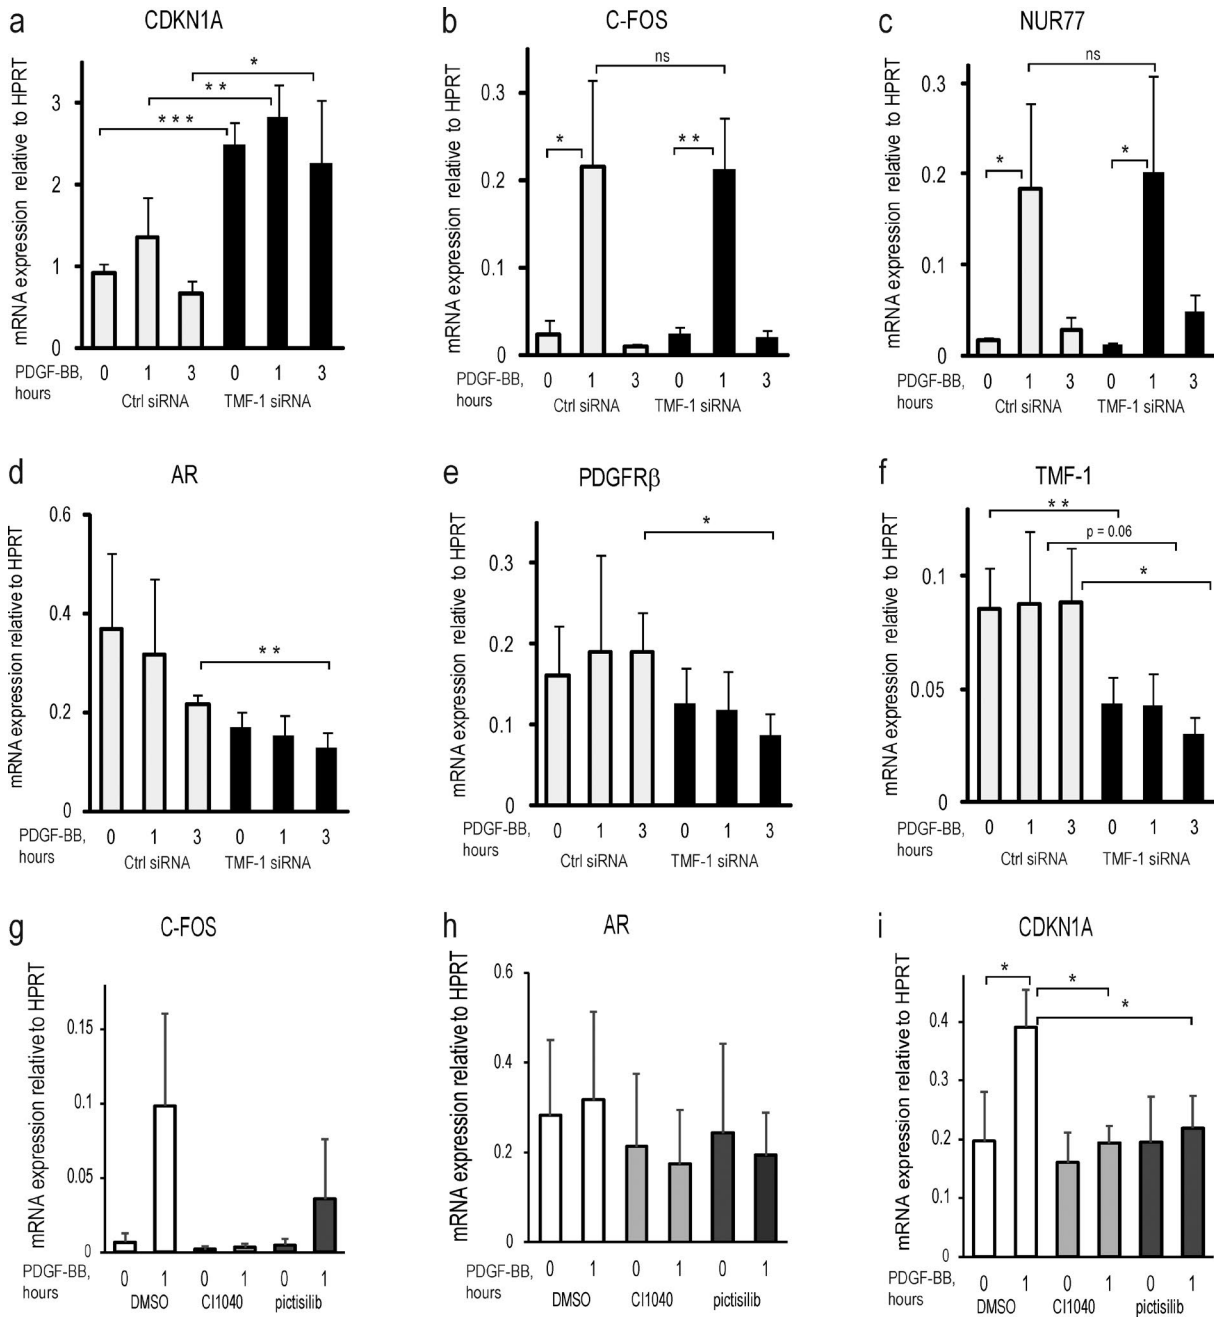 a
CDKN1A
mRNA expression relative to HPRT
3
2
1
0
* * *
* *
*
PDGF-BB,
hours
0 1 3 0 1 3
Ctrl siRNA TMF-1 siRNA
b
C-FOS
mRNA expression relative to HPRT
0.3
0.2
0.1
0
ns
*
* *
PDGF-BB,
hours
0 1 3 0 1 3
Ctrl siRNA TMF-1 siRNA
c
NUR77
mRNA expression relative to HPRT
0.3
0.2
0.1
0
ns
*
*
PDGF-BB,
hours
0 1 3 0 1 3
Ctrl siRNA TMF-1 siRNA
d
AR
mRNA expression relative to HPRT
0.6
0.4
0.2
0
* *
PDGF-BB,
hours
0 1 3 0 1 3
Ctrl siRNA TMF-1 siRNA
e
PDGFRβ
mRNA expression relative to HPRT
0.3
0.2
0.1
0
*
PDGF-BB,
hours
0 1 3 0 1 3
Ctrl siRNA TMF-1 siRNA
f
TMF-1
mRNA expression relative to HPRT
0.1
0.05
0
* *
p = 0.06
*
PDGF-BB,
hours
0 1 3 0 1 3
Ctrl siRNA TMF-1 siRNA
g
C-FOS
mRNA expression relative to HPRT
0.15
0.1
0.05
0
PDGF-BB,
hours
0 1 0 1 0 1
DMSO CI1040 pictisilib
h
AR
mRNA expression relative to HPRT
0.6
0.4
0.2
0
PDGF-BB,
hours
0 1 0 1 0 1
DMSO CI1040 pictisilib
i
CDKN1A
mRNA expression relative to HPRT
0.4
0.3
0.2
0.1
0
*
*
*
PDGF-BB,
hours
0 1 0 1 0 1
DMSO CI1040 pictisilib